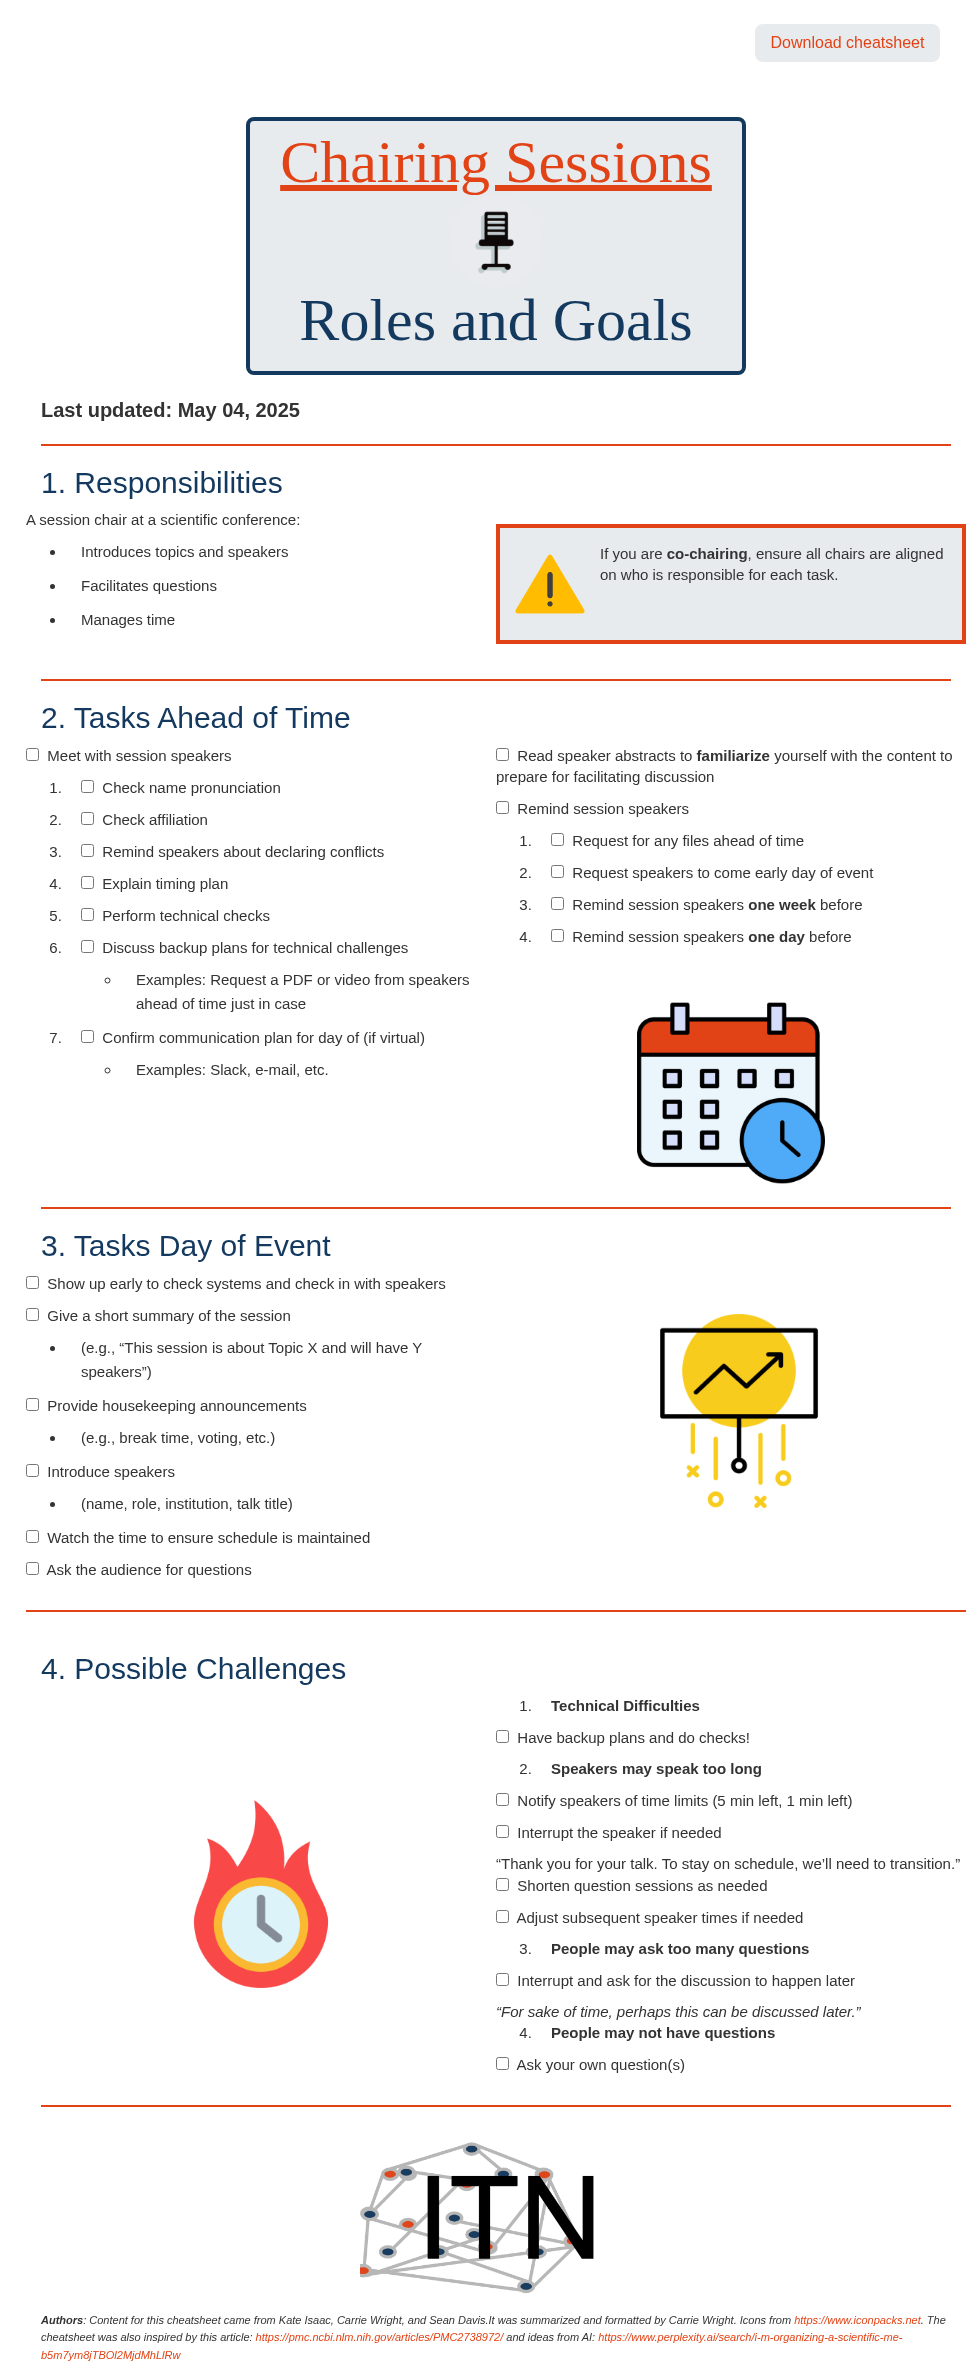 Download cheatsheet
Chairing Sessions
Roles and Goals
Last updated: May 04, 2025
1. Responsibilities
A session chair at a scientific conference:
Introduces topics and speakers
Facilitates questions
Manages time
If you are co-chairing, ensure all chairs are aligned
on who is responsible for each task.
2. Tasks Ahead of Time
Meet with session speakers
1. Check name pronunciation
2. Check affiliation
3. Remind speakers about declaring conflicts
4. Explain timing plan
5. Perform technical checks
6. Discuss backup plans for technical challenges
Examples: Request a PDF or video from speakers
ahead of time just in case
7. Confirm communication plan for day of (if virtual)
Examples: Slack, e-mail, etc.
Read speaker abstracts to familiarize yourself with the content to
prepare for facilitating discussion
Remind session speakers
1. Request for any files ahead of time
2. Request speakers to come early day of event
3. Remind session speakers one week before
4. Remind session speakers one day before
3. Tasks Day of Event
Show up early to check systems and check in with speakers
Give a short summary of the session
(e.g., “This session is about Topic X and will have Y
speakers”)
Provide housekeeping announcements
(e.g., break time, voting, etc.)
Introduce speakers
(name, role, institution, talk title)
Watch the time to ensure schedule is maintained
Ask the audience for questions
4. Possible Challenges
1. Technical Difficulties
Have backup plans and do checks!
2. Speakers may speak too long
Notify speakers of time limits (5 min left, 1 min left)
Interrupt the speaker if needed
“Thank you for your talk. To stay on schedule, we’ll need to transition.”
Shorten question sessions as needed
Adjust subsequent speaker times if needed
3. People may ask too many questions
Interrupt and ask for the discussion to happen later
“For sake of time, perhaps this can be discussed later.”
4. People may not have questions
Ask your own question(s)
ITN
Authors: Content for this cheatsheet came from Kate Isaac, Carrie Wright, and Sean Davis.It was summarized and formatted by Carrie Wright. Icons from https://www.iconpacks.net. The
cheatsheet was also inspired by this article: https://pmc.ncbi.nlm.nih.gov/articles/PMC2738972/ and ideas from AI: https://www.perplexity.ai/search/i-m-organizing-a-scientific-me-
b5m7ym8jTBOl2MjdMhLlRw